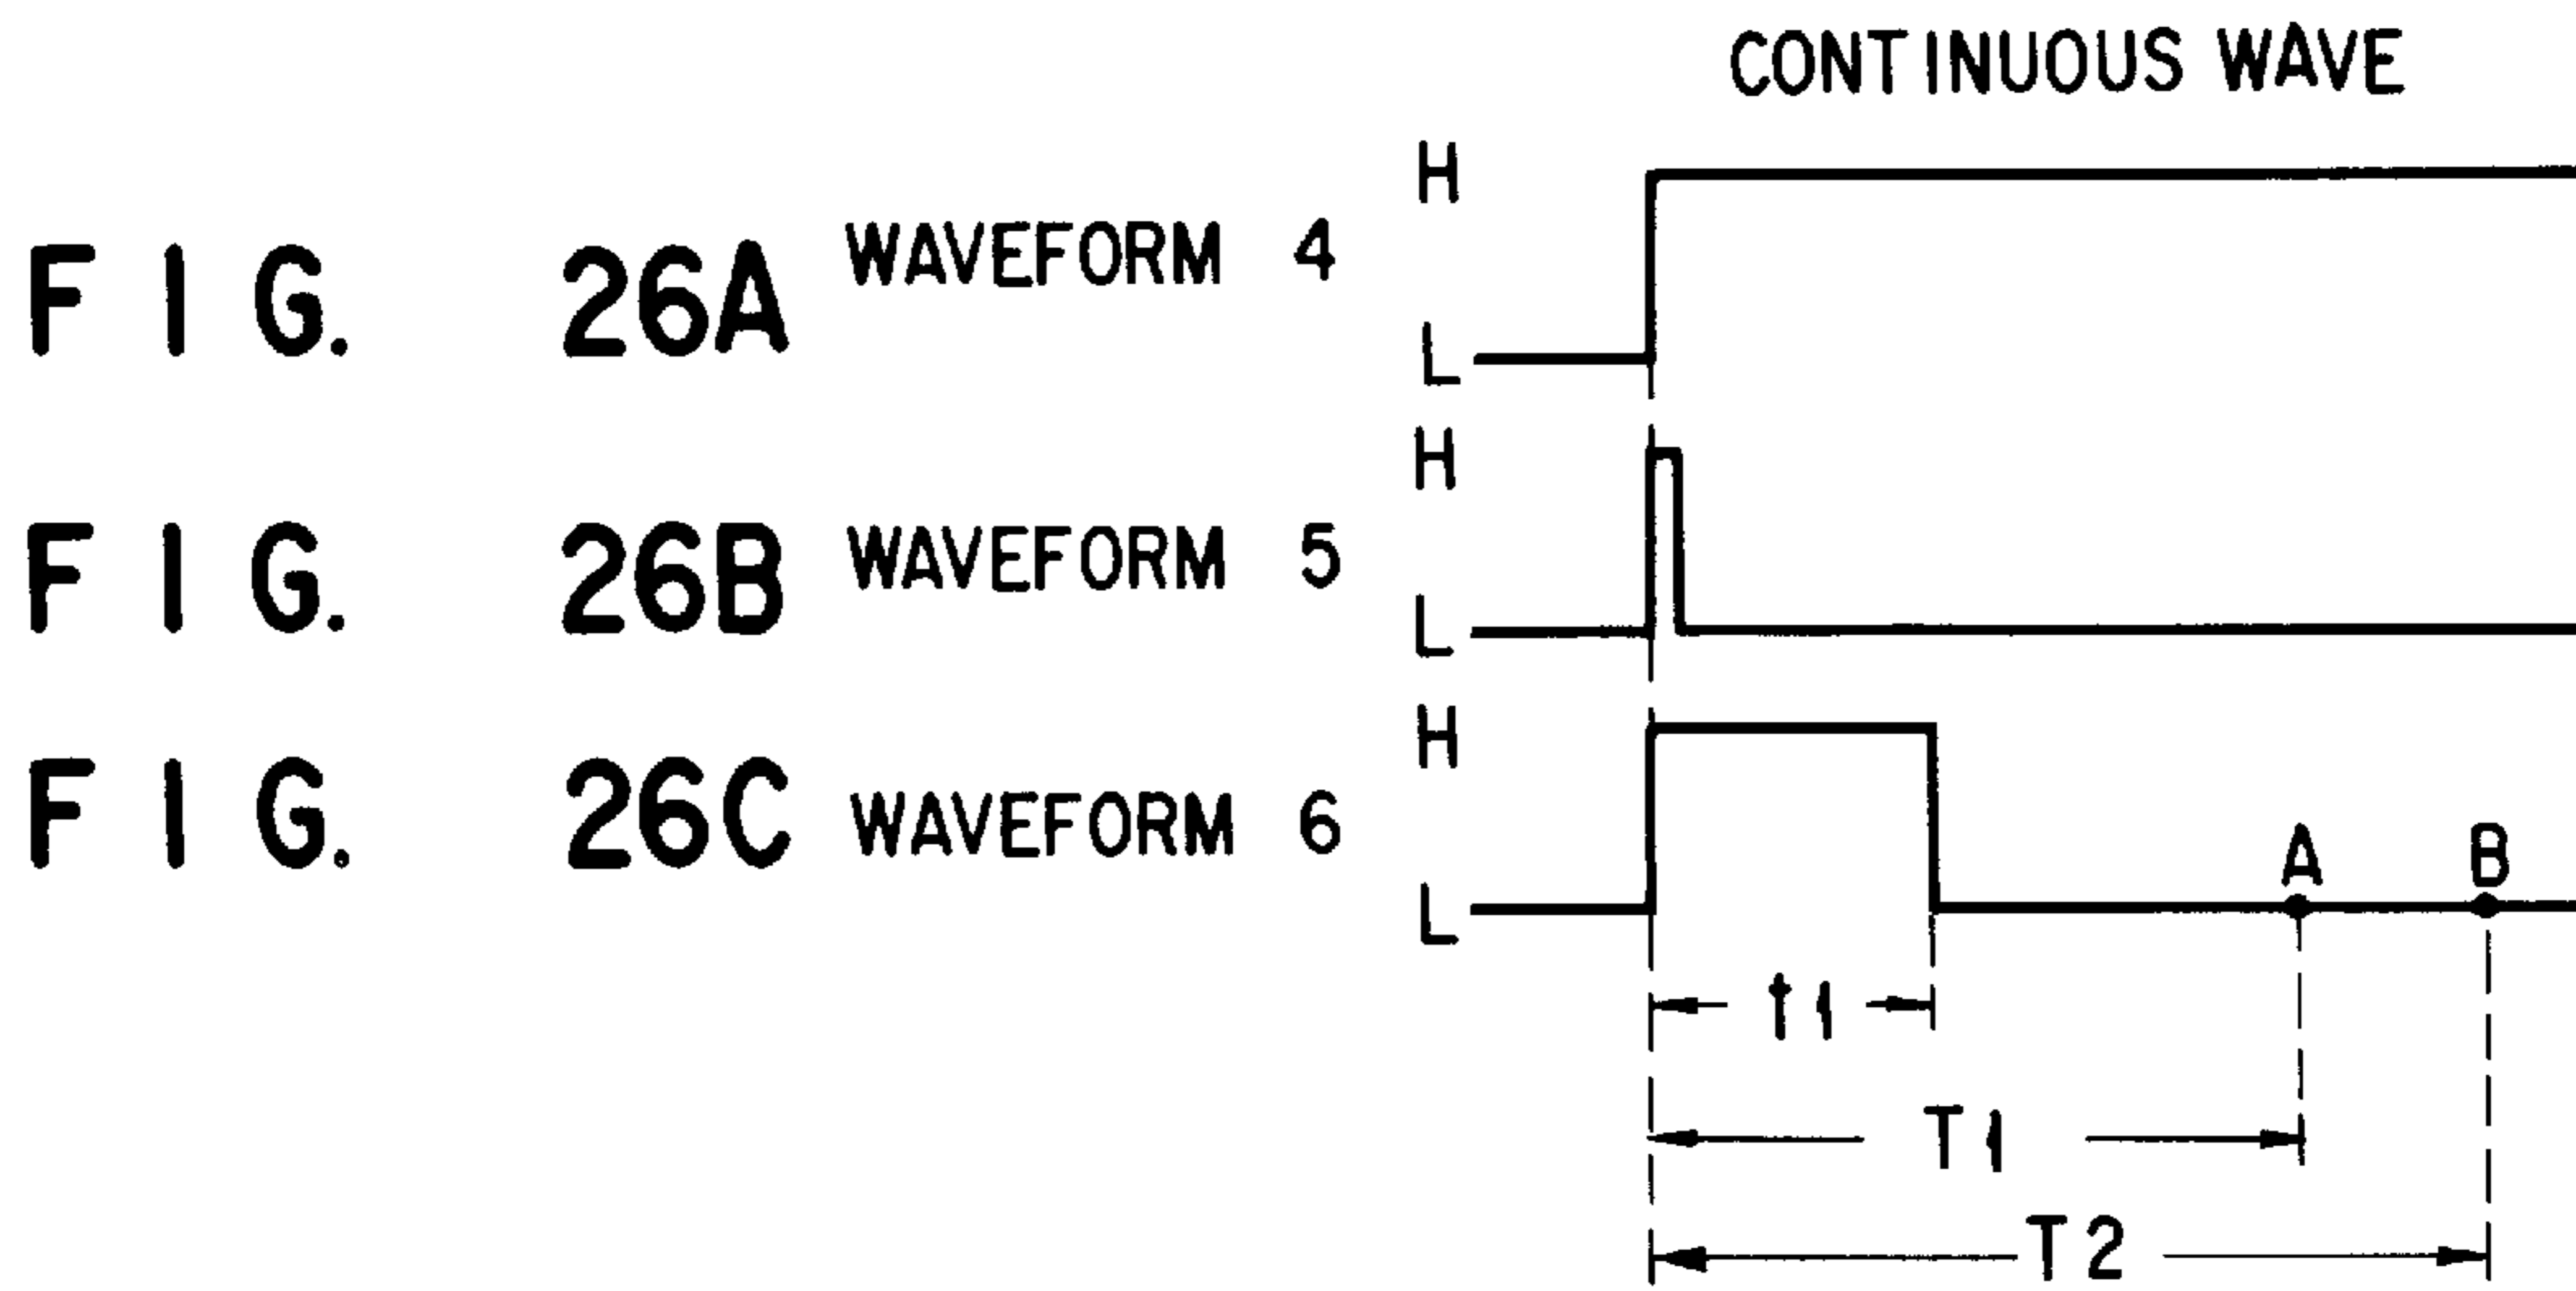 CONTINUOUS WAVE
H
FIG. 26A WAVEFORM 4
L
H
FIG. 26B WAVEFORM 5
L
H
FIG. 26C WAVEFORM 6
A B
L
t1
T1
T2